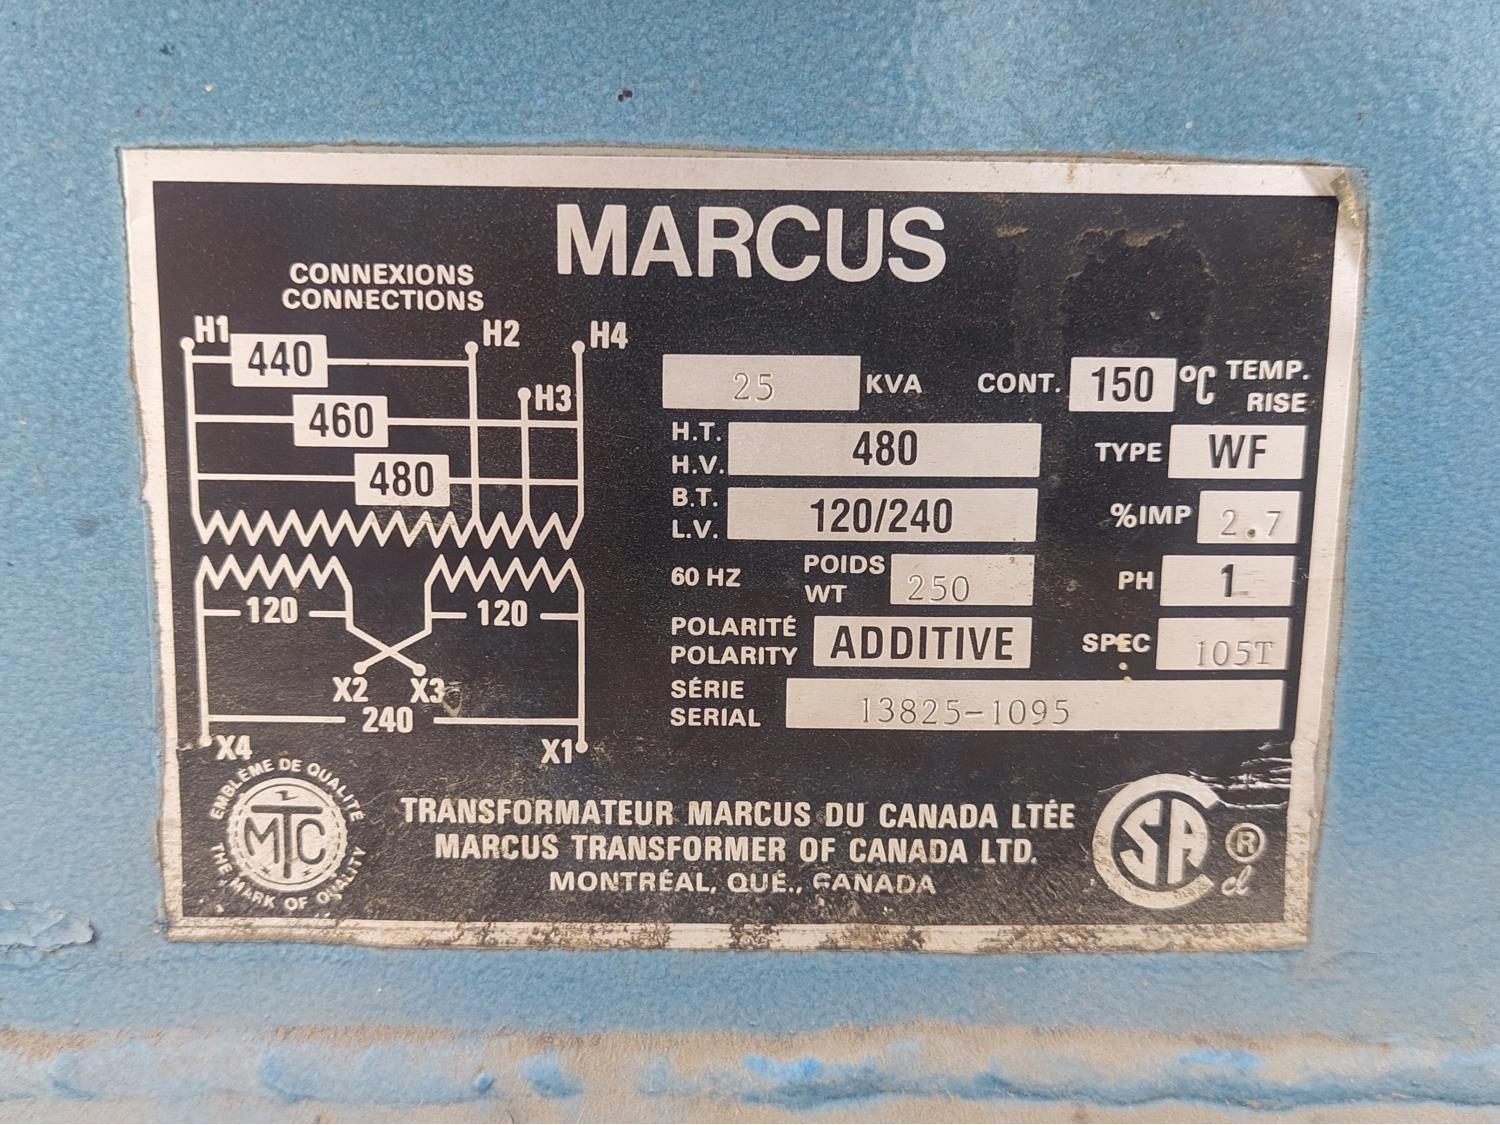 MARCUS
CONNEXIONS
CONNECTIONS
H1
H2
H4
440
H3
460
480
120
120
X2 X3
240
X4
X1
25 KVA CONT. 150 °C TEMP. RISE
H.T.
H.V. 480 TYPE WF
B.T.
L.V. 120/240 %IMP 2.7
60 HZ POIDS
WT 250 PH 1
POLARITÉ
POLARITY ADDITIVE SPEC 105T
SÉRIE
SERIAL 13825-1095
EMBLÈME DE QUALITÉ
MTC
THE MARK OF QUALITY
TRANSFORMATEUR MARCUS DU CANADA LTÉE
MARCUS TRANSFORMER OF CANADA LTD.
MONTRÉAL, QUÉ., CANADA
SA ®
cl